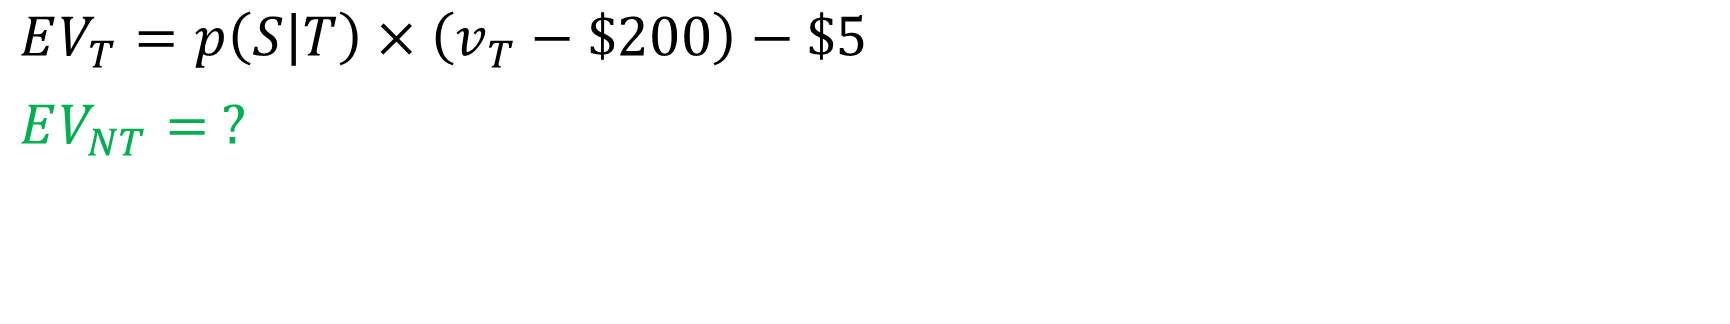 EV_T = p(S|T) × (v_T − $200) − $5
EV_NT = ?